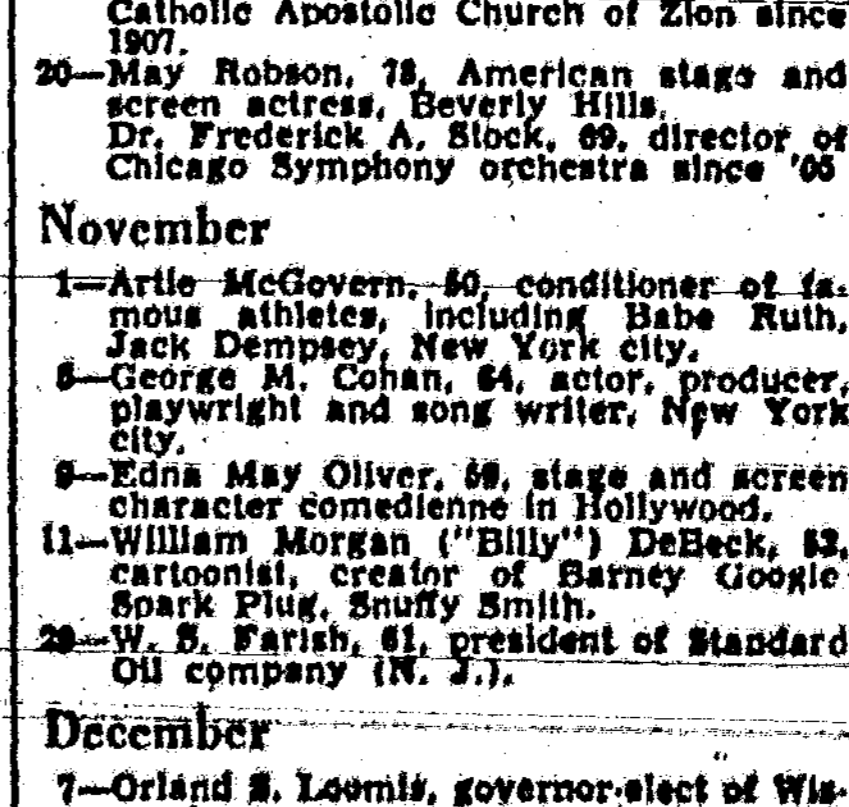 Catholic Apostolic Church of Zion since
1907.
20—May Robson, 78, American stage and
screen actress, Beverly Hills.
Dr. Frederick A. Stock, 69, director of
Chicago Symphony orchestra since '05
November
1—Artie McGovern, 50, conditioner of fa-
mous athletes, including Babe Ruth,
Jack Dempsey, New York city.
5—George M. Cohan, 64, actor, producer,
playwright and song writer, New York
city.
9—Edna May Oliver, 59, stage and screen
character comedienne in Hollywood.
11—William Morgan ("Billy") DeBeck, 52,
cartoonist, creator of Barney Google
Spark Plug, Snuffy Smith.
29—W. S. Farish, 61, president of Standard
Oil company (N. J.).
December
7—Orland S. Loomis, governor-elect of Wis-